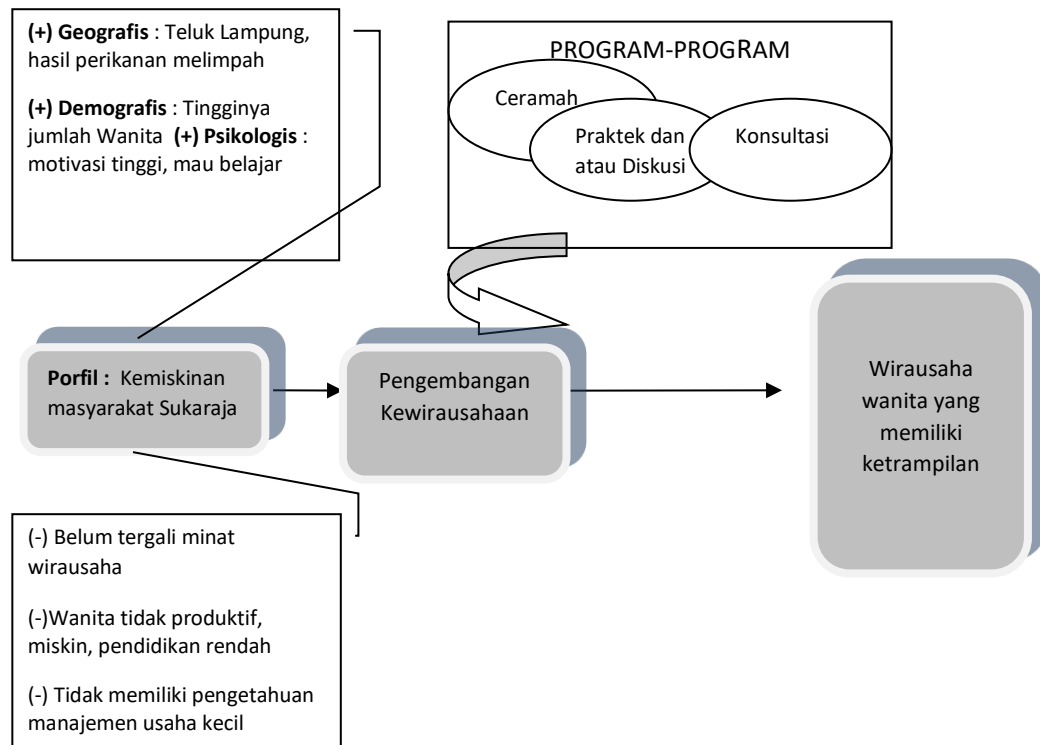 (+) Geografis : Teluk Lampung,
hasil perikanan melimpah
(+) Demografis : Tingginya
jumlah Wanita (+) Psikologis :
motivasi tinggi, mau belajar
PROGRAM-PROGRAM
Ceramah
Praktek dan
atau Diskusi
Konsultasi
Porfil : Kemiskinan
masyarakat Sukaraja
Pengembangan
Kewirausahaan
Wirausaha
wanita yang
memiliki
ketrampilan
(-) Belum tergali minat
wirausaha
(-)Wanita tidak produktif,
miskin, pendidikan rendah
(-) Tidak memiliki pengetahuan
manajemen usaha kecil